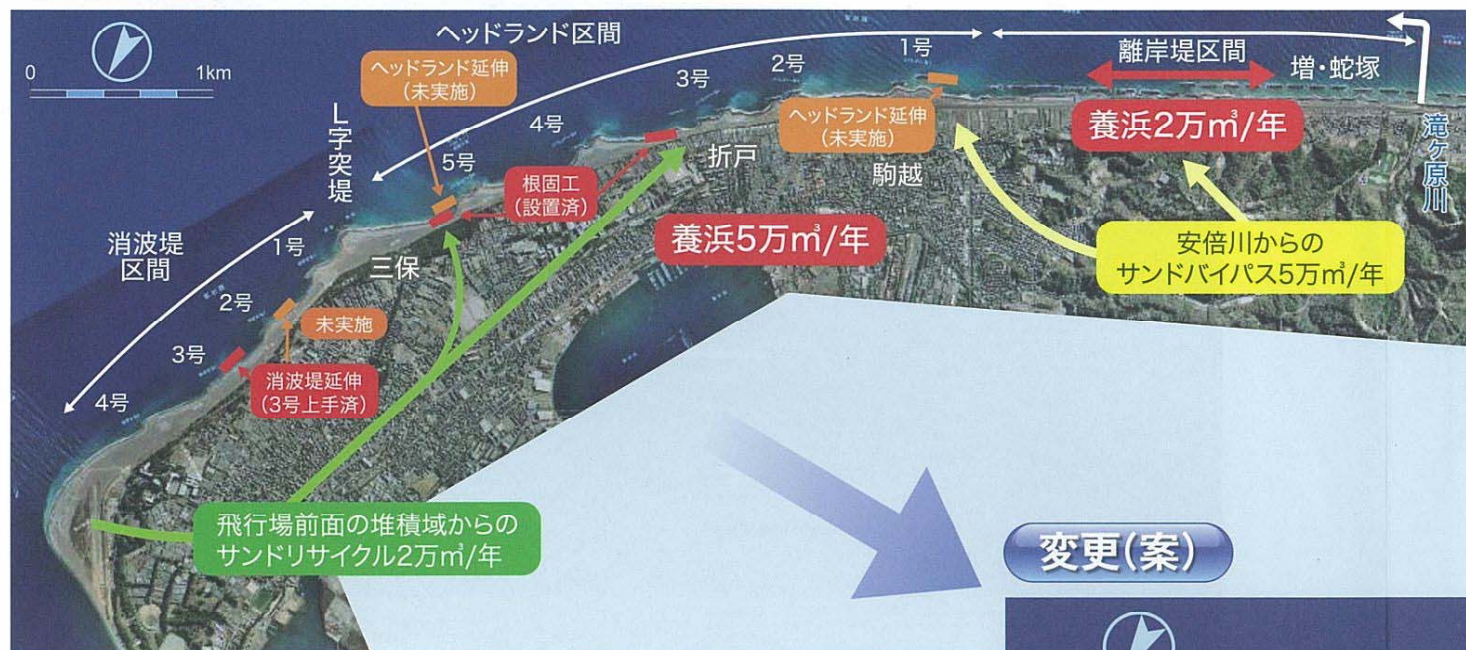 ヘッドランド区間
0
1km
ヘッドランド延伸
(未実施)
1号
離岸堤区間
増・蛇塚
2号
3号
4号
5号
L字突堤
ヘッドランド延伸
(未実施)
養浜2万㎥/年
滝ヶ原川
折戸
駒越
根固工
(設置済)
養浜5万㎥/年
安倍川からの
サンドバイパス5万㎥/年
消波堤
区間
1号
2号
3号
4号
三保
未実施
消波堤延伸
(3号上手済)
飛行場前面の堆積域からの
サンドリサイクル2万㎥/年
変更(案)